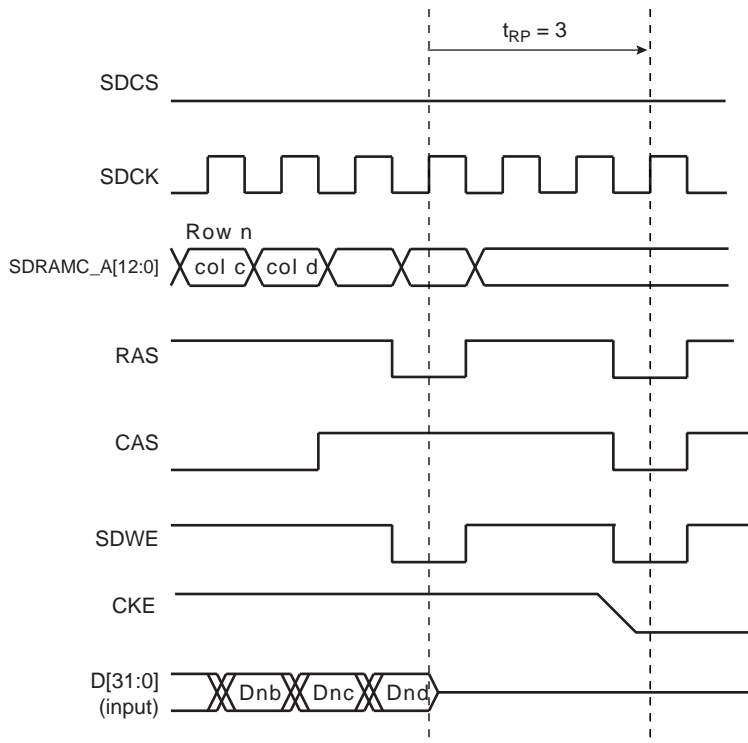 tRP = 3
SDCS
SDCK
Row n
SDRAMC_A[12:0]
col c col d
RAS
CAS
SDWE
CKE
D[31:0]
(input)
Dnb Dnc Dnd